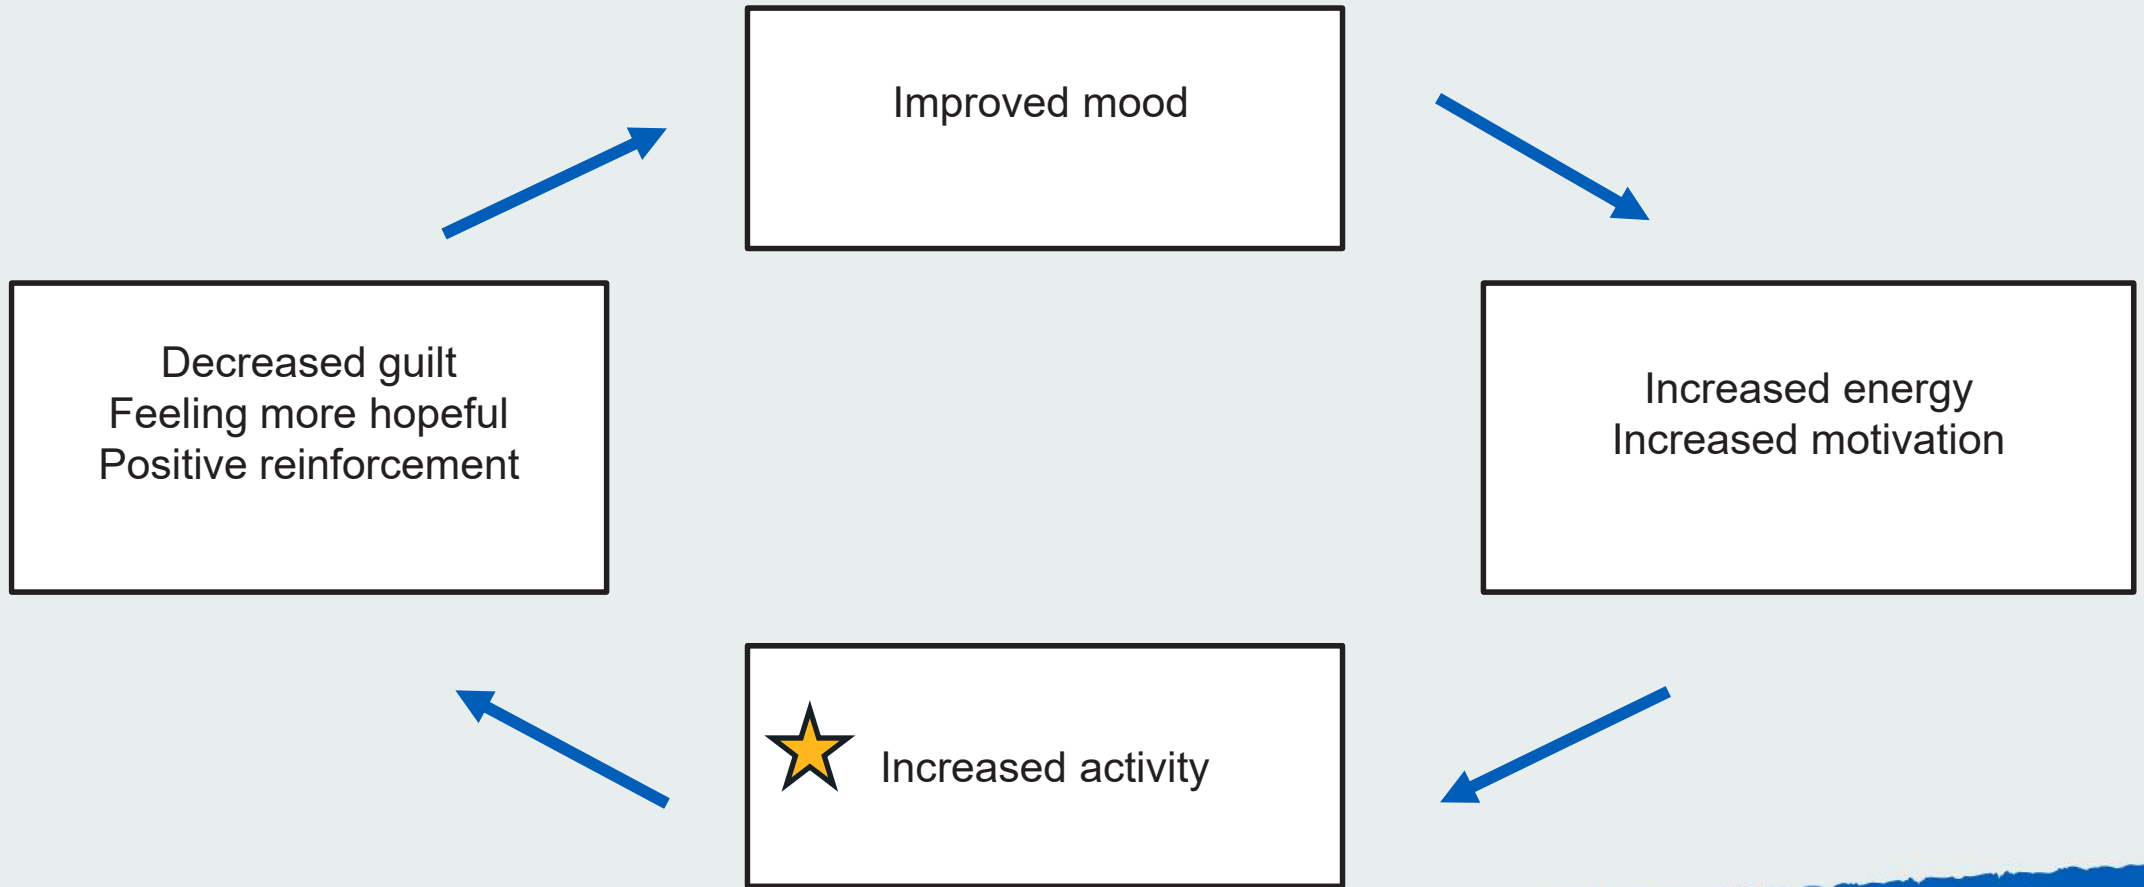 Improved mood
Decreased guilt
Feeling more hopeful
Positive reinforcement
Increased energy
Increased motivation
Increased activity